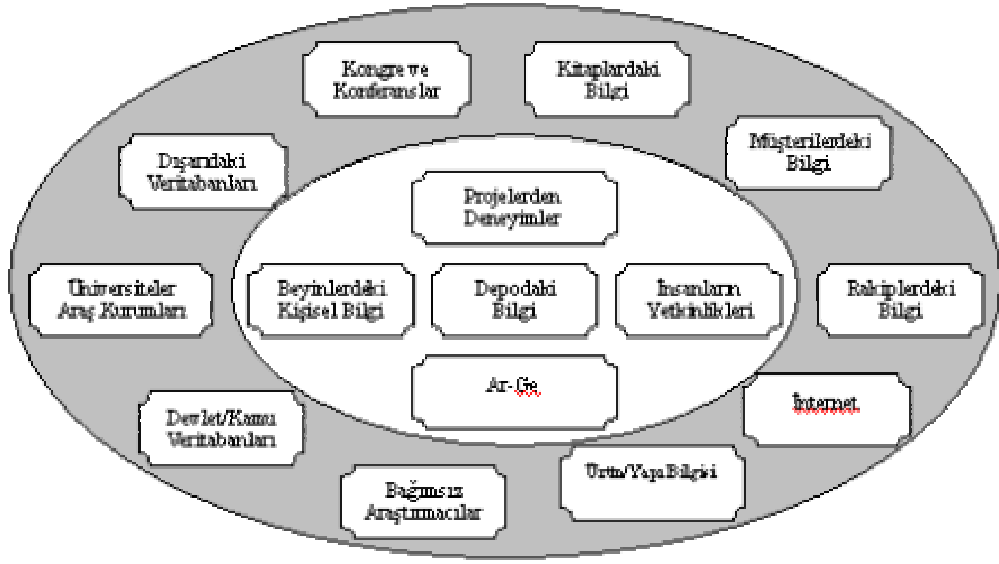 Kongre ve
Konferanslar
Kitaplardaki
Bilgi
Müşterilerdeki
Bilgi
Dışarıdaki
Veritabanları
Projelerden
Deneyimler
Üniversiteler
Araş Kurumları
Beyinlerdeki
Kişisel Bilgi
Depodaki
Bilgi
İnsanların
Yetkinlikleri
Rakiplerdeki
Bilgi
Ar-Ge
İnternet
Devlet/Kamu
Veritabanları
Ürün/Yapı Bilgisi
Bağımsız
Araştırmacılar